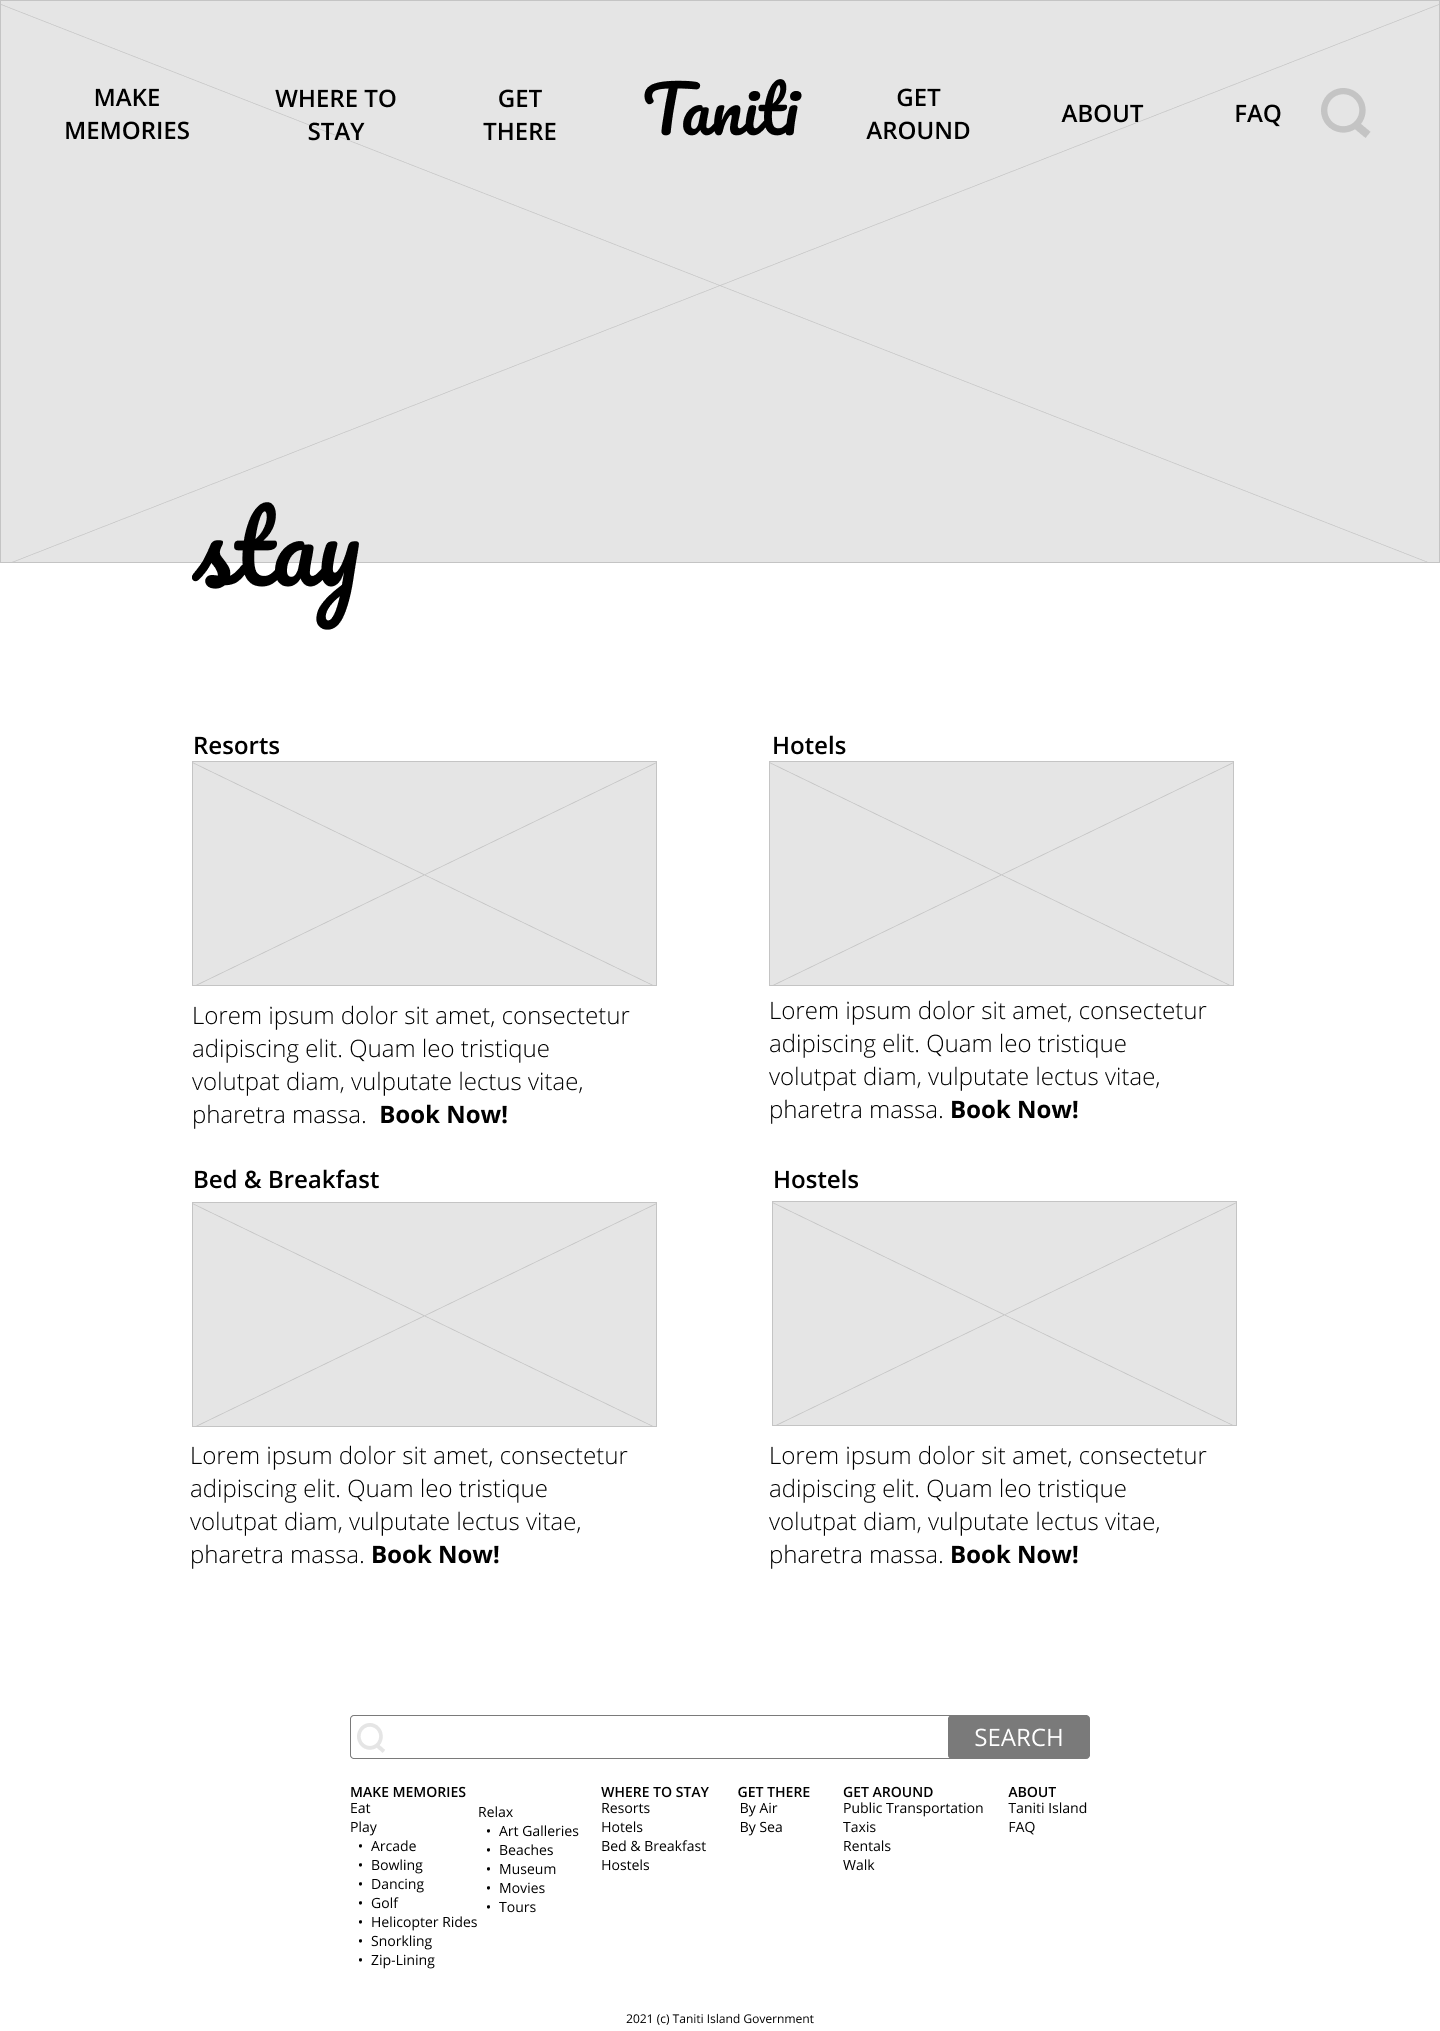 MAKE
MEMORIES
WHERE TO
STAY
GET
THERE
Taniti
GET
AROUND
ABOUT
FAQ
stay
Resorts
Lorem ipsum dolor sit amet, consectetur
adipiscing elit. Quam leo tristique
volutpat diam, vulputate lectus vitae,
pharetra massa.  Book Now!
Hotels
Lorem ipsum dolor sit amet, consectetur
adipiscing elit. Quam leo tristique
volutpat diam, vulputate lectus vitae,
pharetra massa. Book Now!
Bed & Breakfast
Lorem ipsum dolor sit amet, consectetur
adipiscing elit. Quam leo tristique
volutpat diam, vulputate lectus vitae,
pharetra massa. Book Now!
Hostels
Lorem ipsum dolor sit amet, consectetur
adipiscing elit. Quam leo tristique
volutpat diam, vulputate lectus vitae,
pharetra massa. Book Now!
SEARCH
MAKE MEMORIES
Eat
Play
• Arcade
• Bowling
• Dancing
• Golf
• Helicopter Rides
• Snorkling
• Zip-Lining
Relax
• Art Galleries
• Beaches
• Museum
• Movies
• Tours
WHERE TO STAY
Resorts
Hotels
Bed & Breakfast
Hostels
GET THERE
By Air
By Sea
GET AROUND
Public Transportation
Taxis
Rentals
Walk
ABOUT
Taniti Island
FAQ
2021 (c) Taniti Island Government